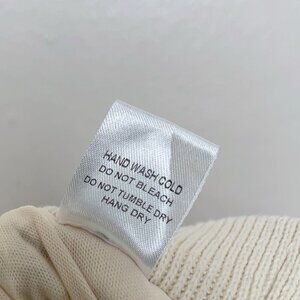 HAND WASH COLD
DO NOT BLEACH
DO NOT TUMBLE DRY
HANG DRY